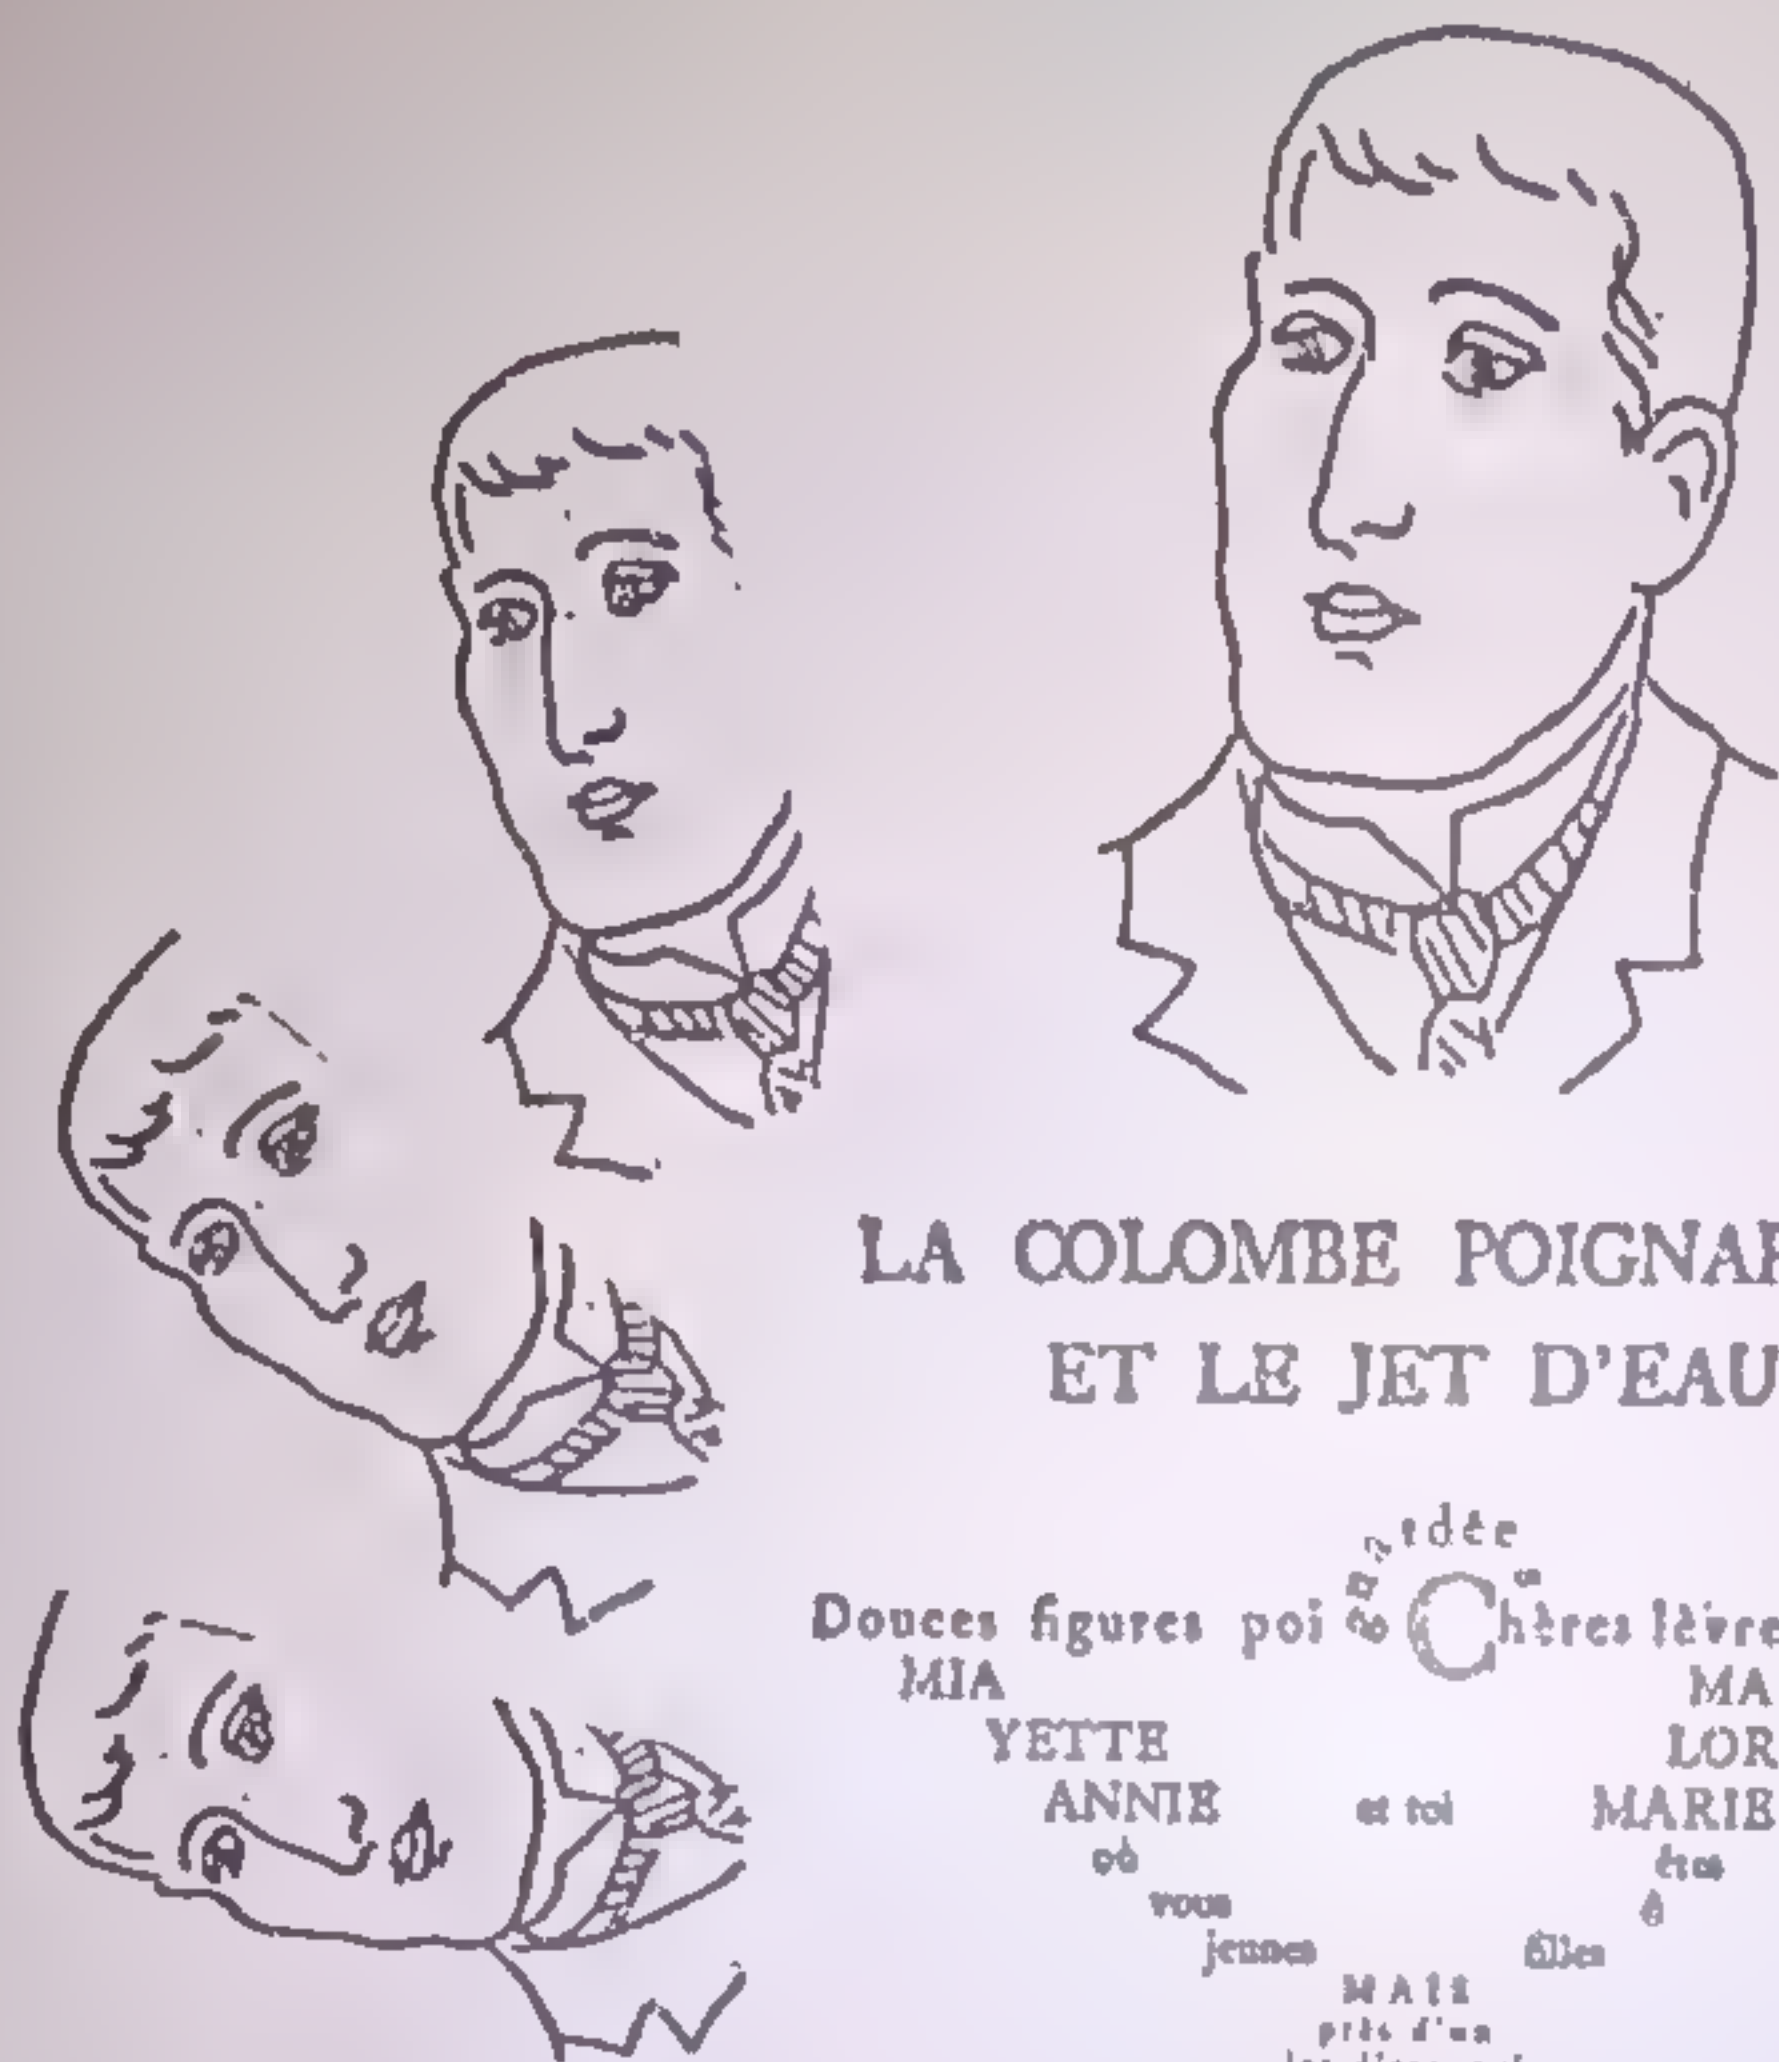 LA COLOMBE POIGNAR
ET LE JET D'EAU
Douces figures poi Chères lèvre
MIA MA
YETTE LOR
ANNIE et toi MARIE
où êtes
vous
jeunes filles
MAIS
près d'un